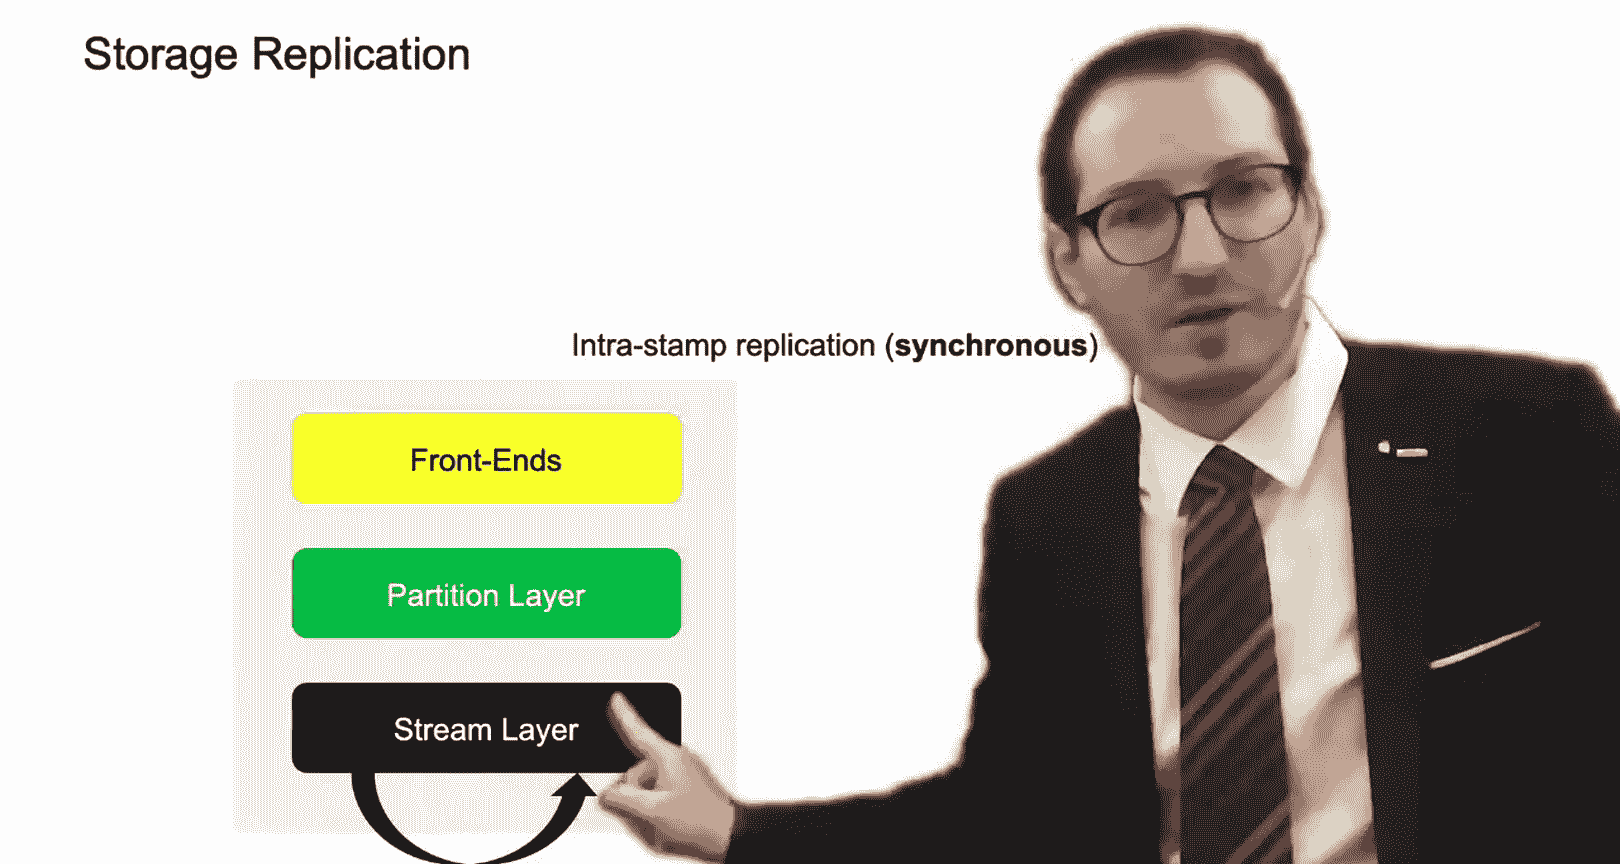 Storage Replication
Intra-stamp replication (synchronous)
Front-Ends
Partition Layer
Stream Layer